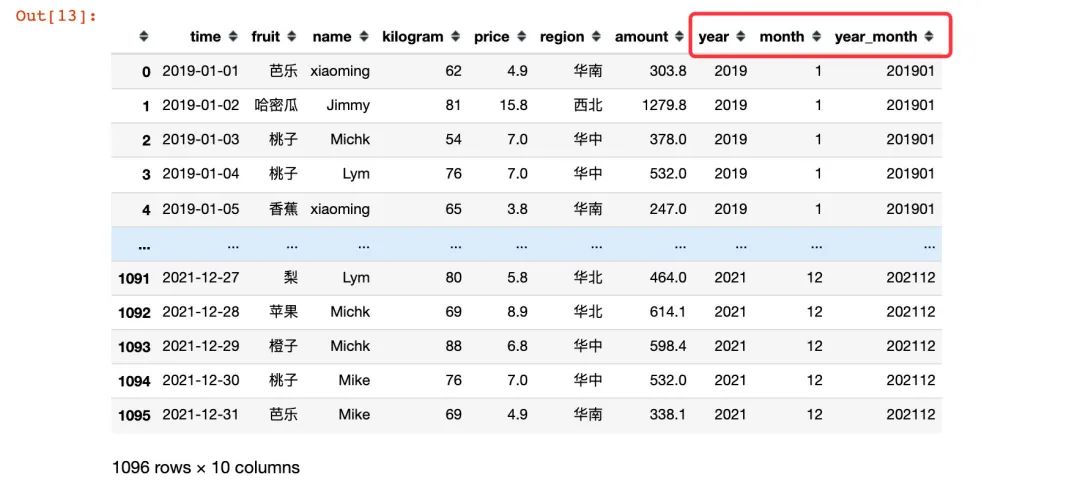 Out[13]:
time fruit name kilogram price region amount year month year_month
0 2019-01-01 芭乐 xiaoming 62 4.9 华南 303.8 2019 1 201901
1 2019-01-02 哈密瓜 Jimmy 81 15.8 西北 1279.8 2019 1 201901
2 2019-01-03 桃子 Michk 54 7.0 华中 378.0 2019 1 201901
3 2019-01-04 桃子 Lym 76 7.0 华中 532.0 2019 1 201901
4 2019-01-05 香蕉 xiaoming 65 3.8 华南 247.0 2019 1 201901
... ... ... ... ... ... ... ... ... ... ...
1091 2021-12-27 梨 Lym 80 5.8 华北 464.0 2021 12 202112
1092 2021-12-28 苹果 Michk 69 8.9 华北 614.1 2021 12 202112
1093 2021-12-29 橙子 Michk 88 6.8 华中 598.4 2021 12 202112
1094 2021-12-30 桃子 Mike 76 7.0 华中 532.0 2021 12 202112
1095 2021-12-31 芭乐 Mike 69 4.9 华南 338.1 2021 12 202112
1096 rows × 10 columns